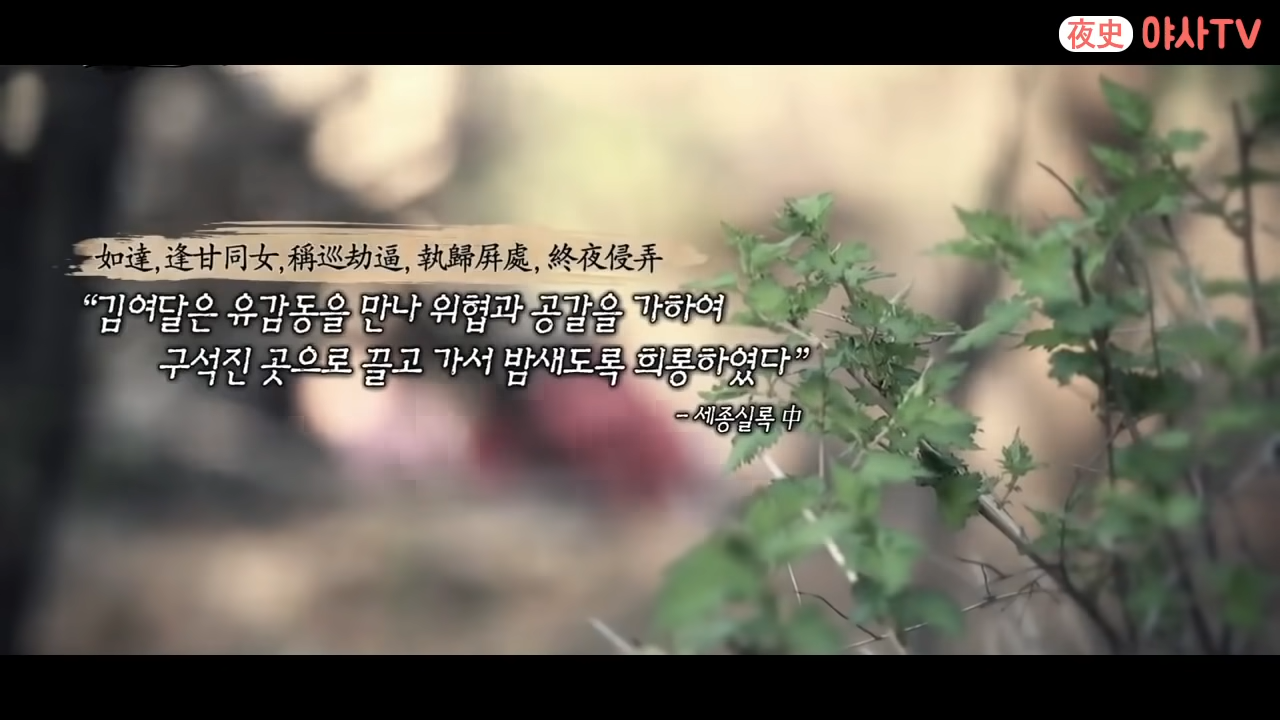 夜史 야사TV
如達,逢甘同女,稱巡劫逼,執歸屛處,終夜侵弄
“김여달은 유감동을 만나 위협과 공갈을 가하여
구석진 곳으로 끌고 가서 밤새도록 희롱하였다”
- 세종실록 中